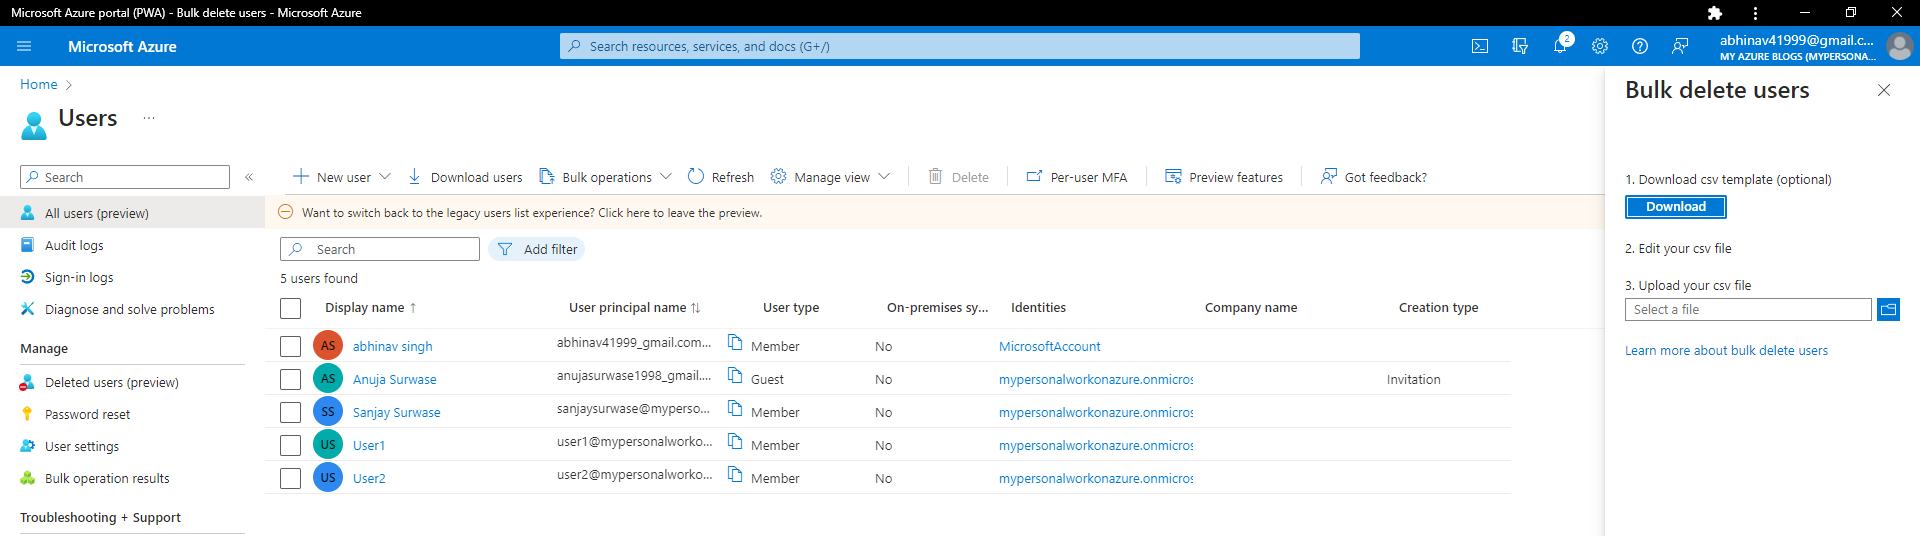 Microsoft Azure portal (PWA) - Bulk delete users - Microsoft Azure
Microsoft Azure
Search resources, services, and docs (G+/)
2
abhinav41999@gmail.c...
MY AZURE BLOGS (MYPERSONA...
Home
Users
...
Search
«
All users (preview)
Audit logs
Sign-in logs
Diagnose and solve problems
Manage
Deleted users (preview)
Password reset
User settings
Bulk operation results
Troubleshooting + Support
New user
Download users
Bulk operations
Refresh
Manage view
Delete
Per-user MFA
Preview features
Got feedback?
Want to switch back to the legacy users list experience? Click here to leave the preview.
Search
Add filter
5 users found
Display name ↑ User principal name ↑↓ User type On-premises sy... Identities Company name Creation type
AS abhinav singh abhinav41999_gmail.com... Member No MicrosoftAccount
AS Anuja Surwase anujasurwase1998_gmail.... Guest No mypersonalworkonazure.onmicros Invitation
SS Sanjay Surwase sanjaysurwase@myperso... Member No mypersonalworkonazure.onmicros
US User1 user1@mypersonalworko... Member No mypersonalworkonazure.onmicros
US User2 user2@mypersonalworko... Member No mypersonalworkonazure.onmicros
Bulk delete users
1. Download csv template (optional)
Download
2. Edit your csv file
3. Upload your csv file
Select a file
Learn more about bulk delete users